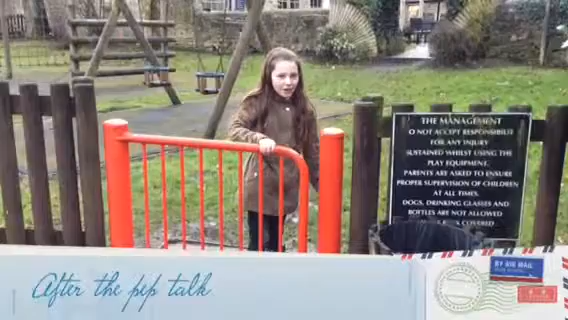 THE MANAGEMENT
O NOT ACCEPT RESPONSIBILIT
FOR ANY INJURY
SUSTAINED WHILST USING THE
PLAY EQUIPMENT.
PARENTS ARE ASKED TO ENSURE
PROPER SUPERVISION OF CHILDREN
AT ALL TIMES.
DOGS, DRINKING GLASSES AND
BOTTLES ARE NOT ALLOWED
After the pep talk
BY AIR MAIL